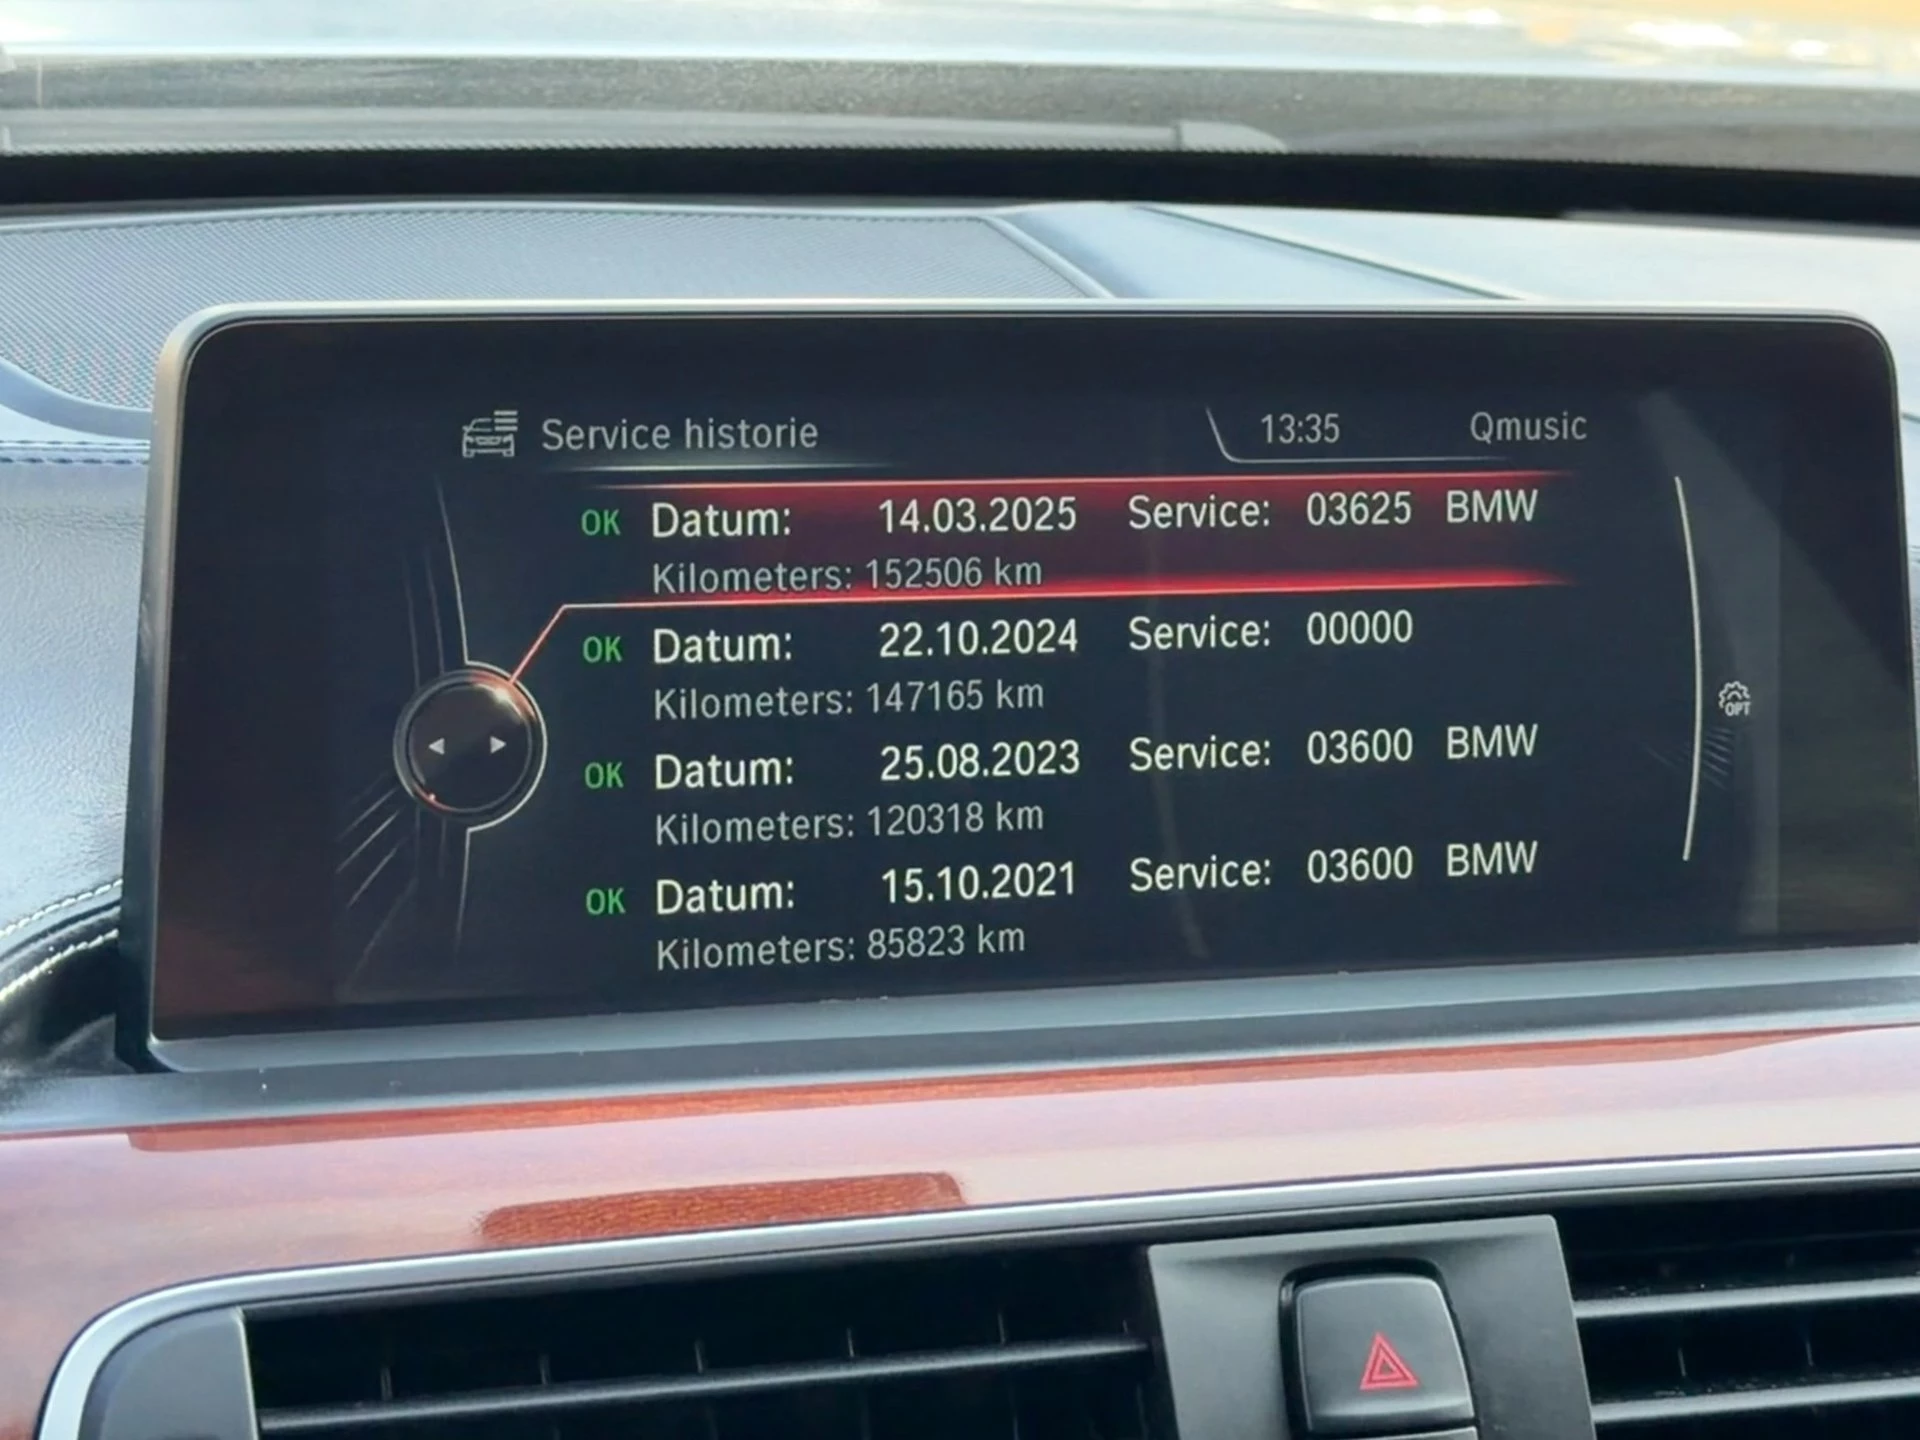 Service historie 13:35 Qmusic
OK Datum: 14.03.2025 Service: 03625 BMW
Kilometers: 152506 km
OK Datum: 22.10.2024 Service: 00000
Kilometers: 147165 km
OK Datum: 25.08.2023 Service: 03600 BMW
Kilometers: 120318 km
OPT
OK Datum: 15.10.2021 Service: 03600 BMW
Kilometers: 85823 km